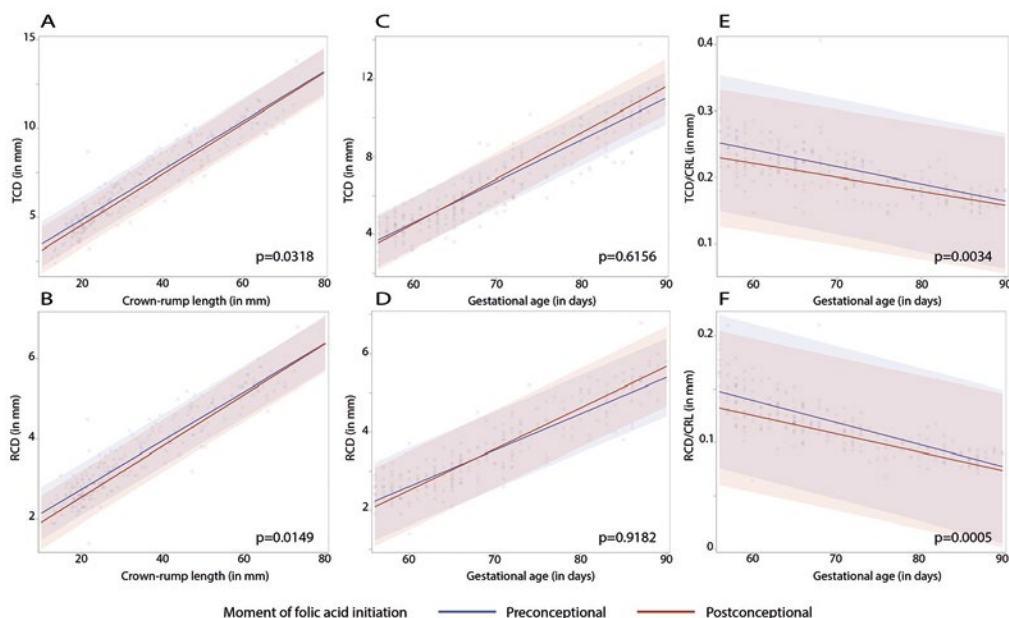 A
TCD (in mm)
15
10
5
20
40
60
80
Crown-rump length (in mm)
p=0.0318
C
TCD (in mm)
12
8
6
4
60
70
80
90
Gestational age (in days)
p=0.6156
E
TCD/CRL (in mm)
0.4
0.3
0.2
0.1
60
70
80
90
Gestational age (in days)
p=0.0034
B
RCD (in mm)
6
4
2
20
40
60
80
Crown-rump length (in mm)
p=0.0149
D
RCD (in mm)
6
4
2
60
70
80
90
Gestational age (in days)
p=0.9182
F
RCD/CRL (in mm)
0.2
0.1
0
60
70
80
90
Gestational age (in days)
p=0.0005
Moment of folic acid initiation Preconceptional Postconceptional